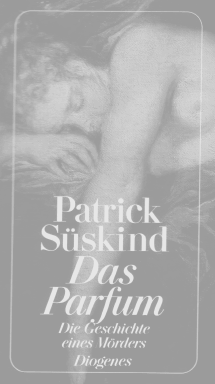 Patrick
Süskind
Das
Parfum
Die Geschichte
eines Mörders
Diogenes